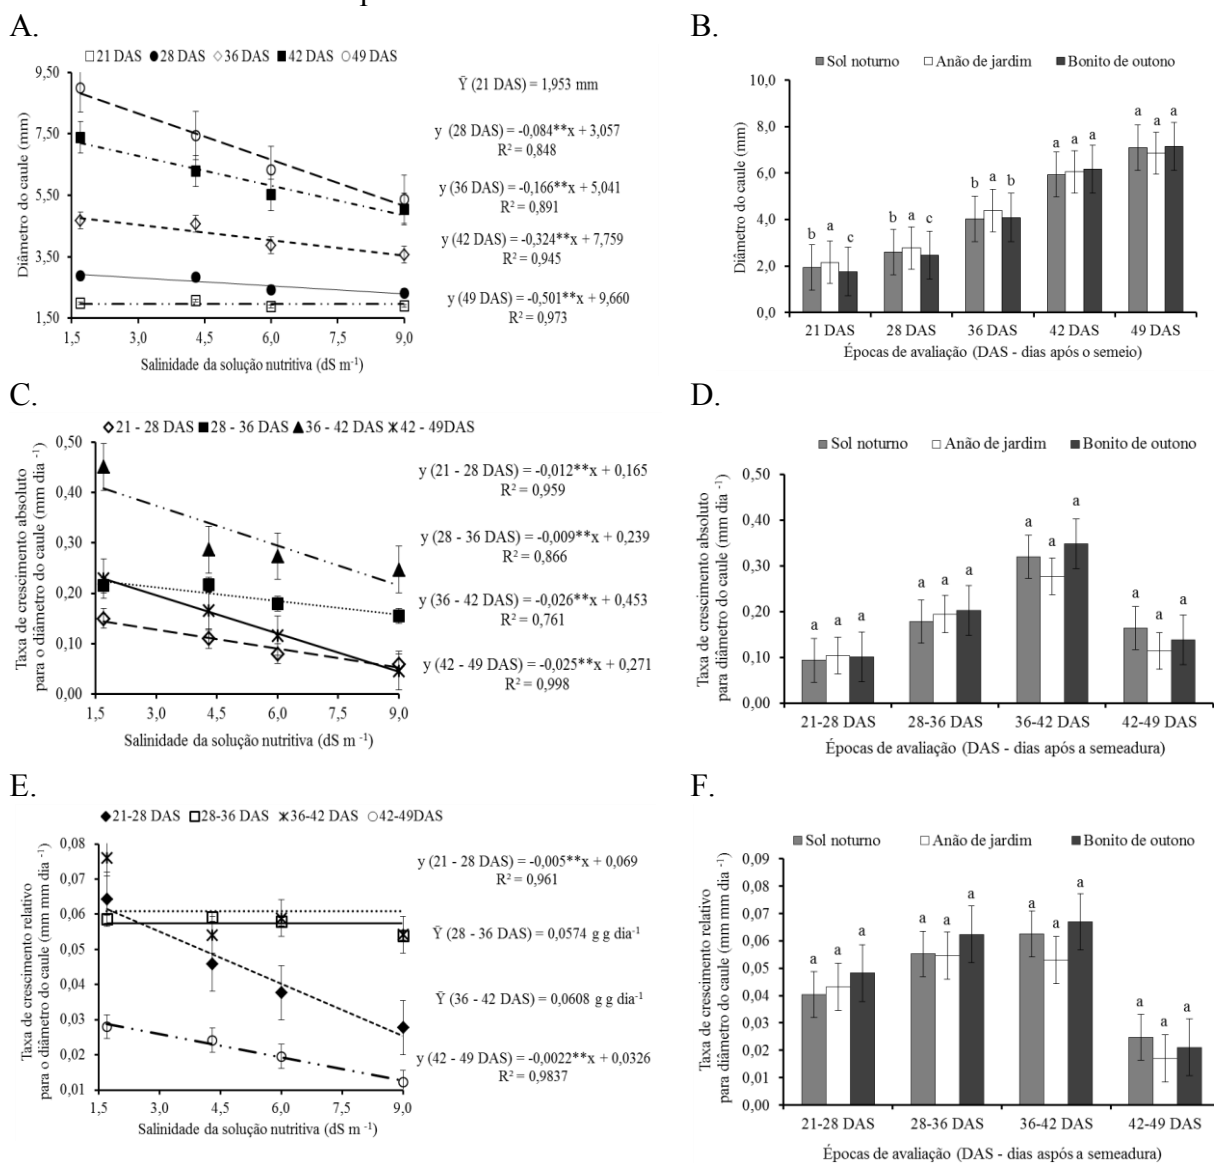 A.
□21 DAS ●28 DAS ◇36 DAS ■42 DAS ○49 DAS
Diâmetro do caule (mm)
9,50
7,50
5,50
3,50
1,50
1,5 3,0 4,5 6,0 7,5 9,0
Salinidade da solução nutritiva (dS m⁻¹)
Ȳ (21 DAS) = 1,953 mm
y (28 DAS) = -0,084**x + 3,057
R² = 0,848
y (36 DAS) = -0,166**x + 5,041
R² = 0,891
y (42 DAS) = -0,324**x + 7,759
R² = 0,945
y (49 DAS) = -0,501**x + 9,660
R² = 0,973
B.
Sol noturno Anão de jardim Bonito de outono
Diâmetro do caule (mm)
10,0
8,0
6,0
4,0
2,0
0,0
b a c b a c b a b a a a a a a
21 DAS 28 DAS 36 DAS 42 DAS 49 DAS
Épocas de avaliação (DAS - dias após o semeio)
C.
◇21 - 28 DAS ■28 - 36 DAS ▲36 - 42 DAS ж42 - 49DAS
Taxa de crescimento absoluto
para o diâmetro do caule (mm dia⁻¹)
0,50
0,40
0,30
0,20
0,10
0,00
1,5 3,0 4,5 6,0 7,5 9,0
Salinidade da solução nutritiva (dS m⁻¹)
y (21 - 28 DAS) = -0,012**x + 0,165
R² = 0,959
y (28 - 36 DAS) = -0,009**x + 0,239
R² = 0,866
y (36 - 42 DAS) = -0,026**x + 0,453
R² = 0,761
y (42 - 49 DAS) = -0,025**x + 0,271
R² = 0,998
D.
Sol noturno Anão de jardim Bonito de outono
Taxa de crescimento absoluto
para diâmetro do caule (mm dia⁻¹)
0,50
0,40
0,30
0,20
0,10
0,00
a a a a a a a a a a a a
21-28 DAS 28-36 DAS 36-42 DAS 42-49 DAS
Épocas de avaliação (DAS - dias após a semeadura)
E.
◆21-28 DAS □28-36 DAS ж36-42 DAS ○42-49DAS
Taxa de crescimento relativo
para o diâmetro do caule (mm mm dia⁻¹)
0,08
0,07
0,06
0,05
0,04
0,03
0,02
0,01
1,5 3,0 4,5 6,0 7,5 9,0
Salinidade da solução nutritiva (dS m⁻¹)
y (21 - 28 DAS) = -0,005**x + 0,069
R² = 0,961
Ȳ (28 - 36 DAS) = 0,0574 g g dia⁻¹
Ȳ (36 - 42 DAS) = 0,0608 g g dia⁻¹
y (42 - 49 DAS) = -0,0022**x + 0,0326
R² = 0,9837
F.
Sol noturno Anão de jardim Bonito de outono
Taxa de crescimento relativo
para diâmetro do caule (mm mm dia⁻¹)
0,09
0,08
0,07
0,06
0,05
0,04
0,03
0,02
0,01
0,00
a a a a a a a a a a a a
21-28 DAS 28-36 DAS 36-42 DAS 42-49 DAS
Épocas de avaliação (DAS - dias aspós a semeadura)